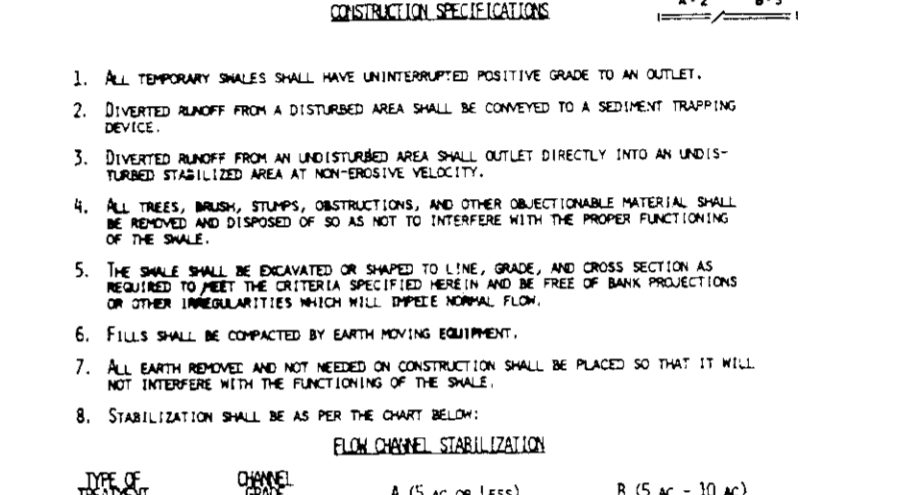 CONSTRUCTION SPECIFICATIONS
A-2 B-3
1. ALL TEMPORARY SWALES SHALL HAVE UNINTERRUPTED POSITIVE GRADE TO AN OUTLET.
2. DIVERTED RUNOFF FROM A DISTURBED AREA SHALL BE CONVEYED TO A SEDIMENT TRAPPING
DEVICE.
3. DIVERTED RUNOFF FROM AN UNDISTURBED AREA SHALL OUTLET DIRECTLY INTO AN UNDIS-
TURBED STABILIZED AREA AT NON-EROSIVE VELOCITY.
4. ALL TREES, BRUSH, STUMPS, OBSTRUCTIONS, AND OTHER OBJECTIONABLE MATERIAL SHALL
BE REMOVED AND DISPOSED OF SO AS NOT TO INTERFERE WITH THE PROPER FUNCTIONING
OF THE SWALE.
5. THE SWALE SHALL BE EXCAVATED OR SHAPED TO LINE, GRADE, AND CROSS SECTION AS
REQUIRED TO MEET THE CRITERIA SPECIFIED HEREIN AND BE FREE OF BANK PROJECTIONS
OR OTHER IRREGULARITIES WHICH WILL IMPEDE NORMAL FLOW.
6. FILLS SHALL BE COMPACTED BY EARTH MOVING EQUIPMENT.
7. ALL EARTH REMOVED AND NOT NEEDED ON CONSTRUCTION SHALL BE PLACED SO THAT IT WILL
NOT INTERFERE WITH THE FUNCTIONING OF THE SWALE.
8. STABILIZATION SHALL BE AS PER THE CHART BELOW:
FLOW CHANNEL STABILIZATION
TYPE OF CHANNEL
TREATMENT GRADE A (5 AC OR LESS) B (5 AC - 10 AC)